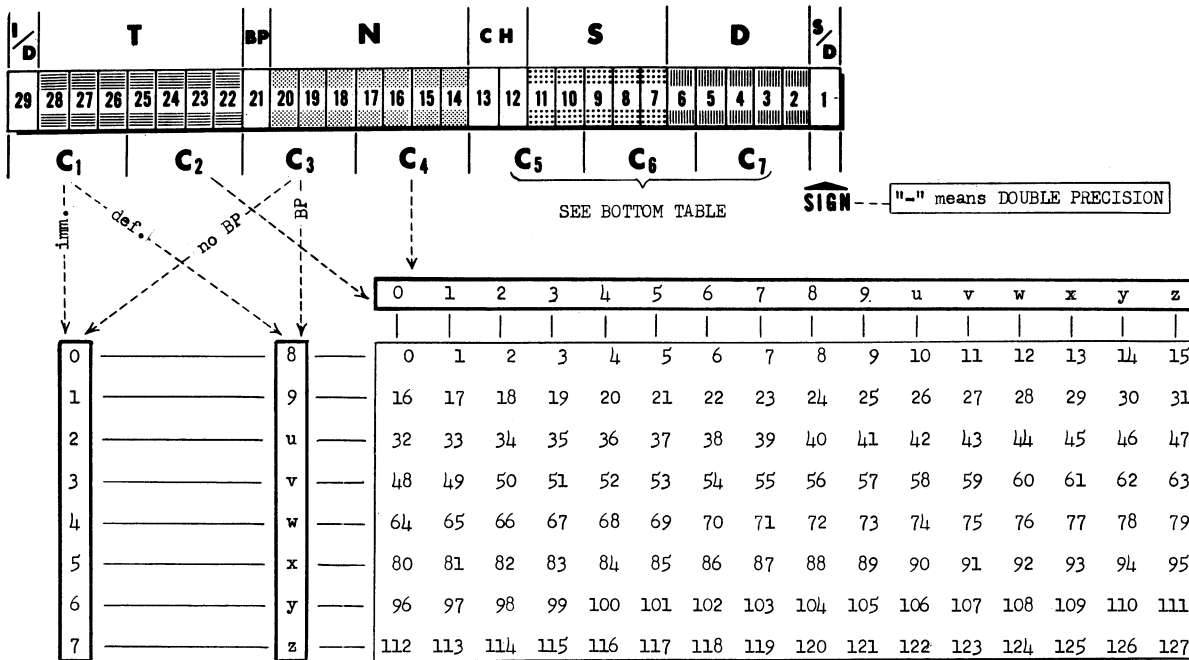 I/D T BP N CH S D S/D
29 28 27 26 25 24 23 22 21 20 19 18 17 16 15 14 13 12 11 10 9 8 7 6 5 4 3 2 1
C1 C2 C3 C4 C5 C6 C7
SIGN "-" means DOUBLE PRECISION
SEE BOTTOM TABLE
imm. def. no BP BP
0 1 2 3 4 5 6 7 8 9. u v w x y z
0 8 0 1 2 3 4 5 6 7 8 9 10 11 12 13 14 15
1 9 16 17 18 19 20 21 22 23 24 25 26 27 28 29 30 31
2 u 32 33 34 35 36 37 38 39 40 41 42 43 44 45 46 47
3 v 48 49 50 51 52 53 54 55 56 57 58 59 60 61 62 63
4 w 64 65 66 67 68 69 70 71 72 73 74 75 76 77 78 79
5 x 80 81 82 83 84 85 86 87 88 89 90 91 92 93 94 95
6 y 96 97 98 99 100 101 102 103 104 105 106 107 108 109 110 111
7 z 112 113 114 115 116 117 118 119 120 121 122 123 124 125 126 127